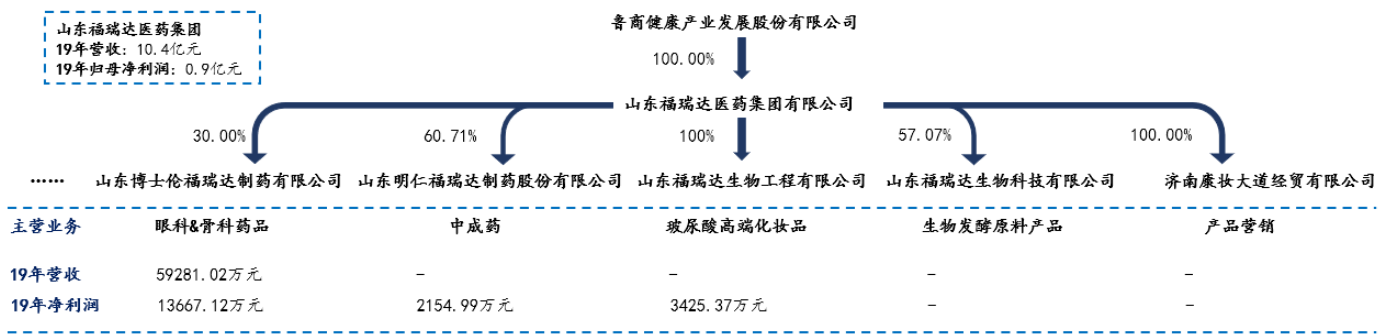 鲁商健康产业发展股份有限公司
山东福瑞达医药集团
19年营收：10.4亿元
19年归母净利润：0.9亿元
100.00%
山东福瑞达医药集团有限公司
30.00% 60.71% 100% 57.07% 100.00%
…… 山东博士伦福瑞达制药有限公司 山东明仁福瑞达制药股份有限公司 山东福瑞达生物工程有限公司 山东福瑞达生物科技有限公司 济南康妆大道经贸有限公司
主营业务 眼科&骨科药品 中成药 玻尿酸高端化妆品 生物发酵原料产品 产品营销
19年营收 59281.02万元 – – – –
19年净利润 13667.12万元 2154.99万元 3425.37万元 – –